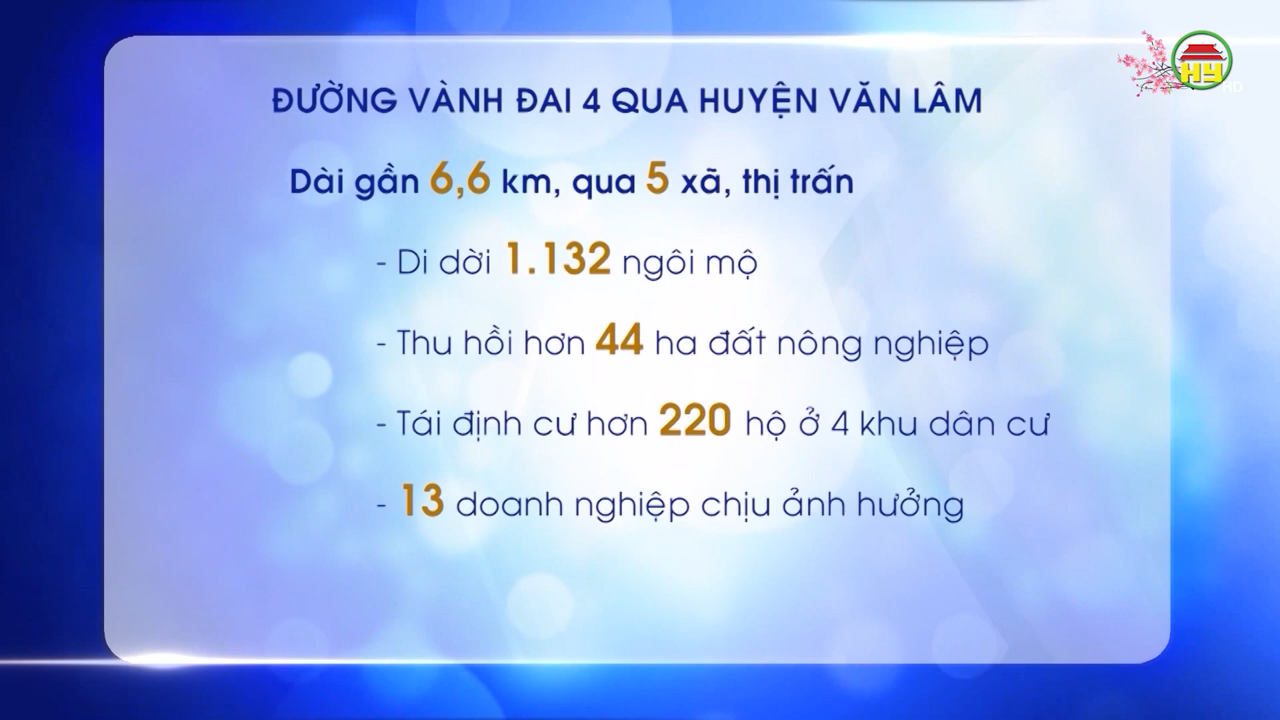 HY
HD
ĐƯỜNG VÀNH ĐAI 4 QUA HUYỆN VĂN LÂM
Dài gần 6,6 km, qua 5 xã, thị trấn
- Di dời 1.132 ngôi mộ
- Thu hồi hơn 44 ha đất nông nghiệp
- Tái định cư hơn 220 hộ ở 4 khu dân cư
- 13 doanh nghiệp chịu ảnh hưởng